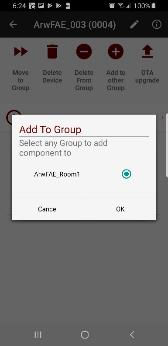 6:24
100%
ArwFAE_003 (0004)
Move to Group
Delete Device
Delete From Group
Add to other Group
OTA upgrade
Add To Group
Select any Group to add
component to
ArwFAE_Room1
Cance
OK